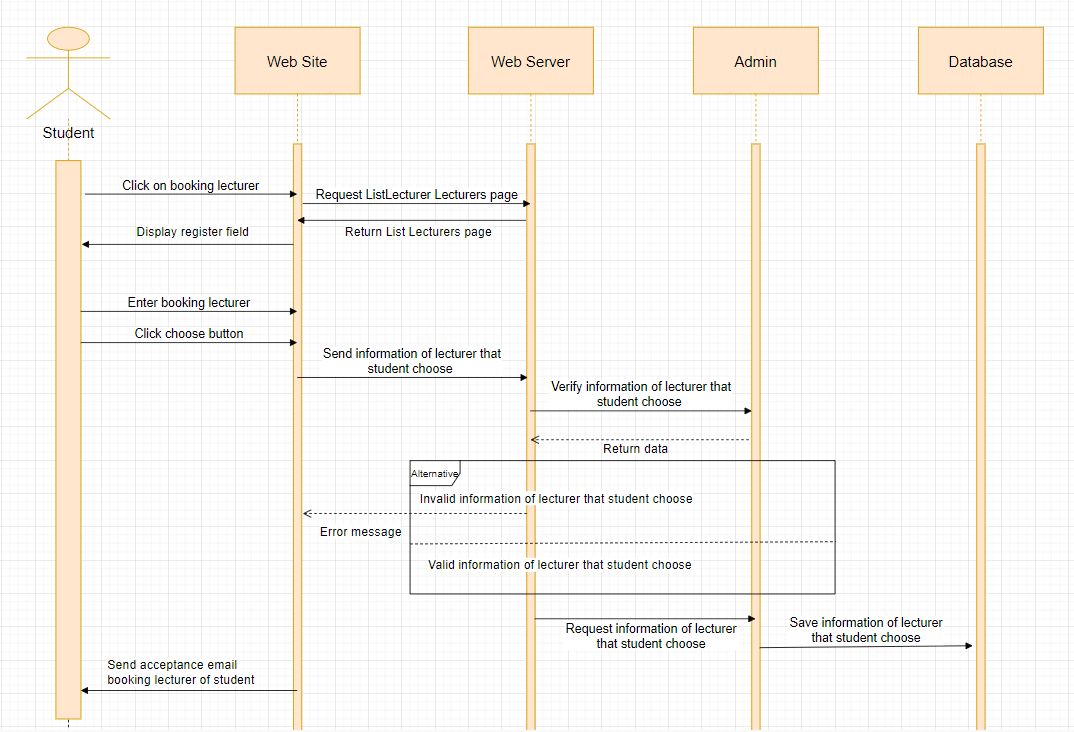 Web Site
Web Server
Admin
Database
Student
Click on booking lecturer
Request ListLecturer Lecturers page
Display register field
Return List Lecturers page
Enter booking lecturer
Click choose button
Send information of lecturer that
student choose
Verify information of lecturer that
student choose
Return data
Alternative
Invalid information of lecturer that student choose
Error message
Valid information of lecturer that student choose
Request information of lecturer
that student choose
Save information of lecturer
that student choose
Send acceptance email
booking lecturer of student